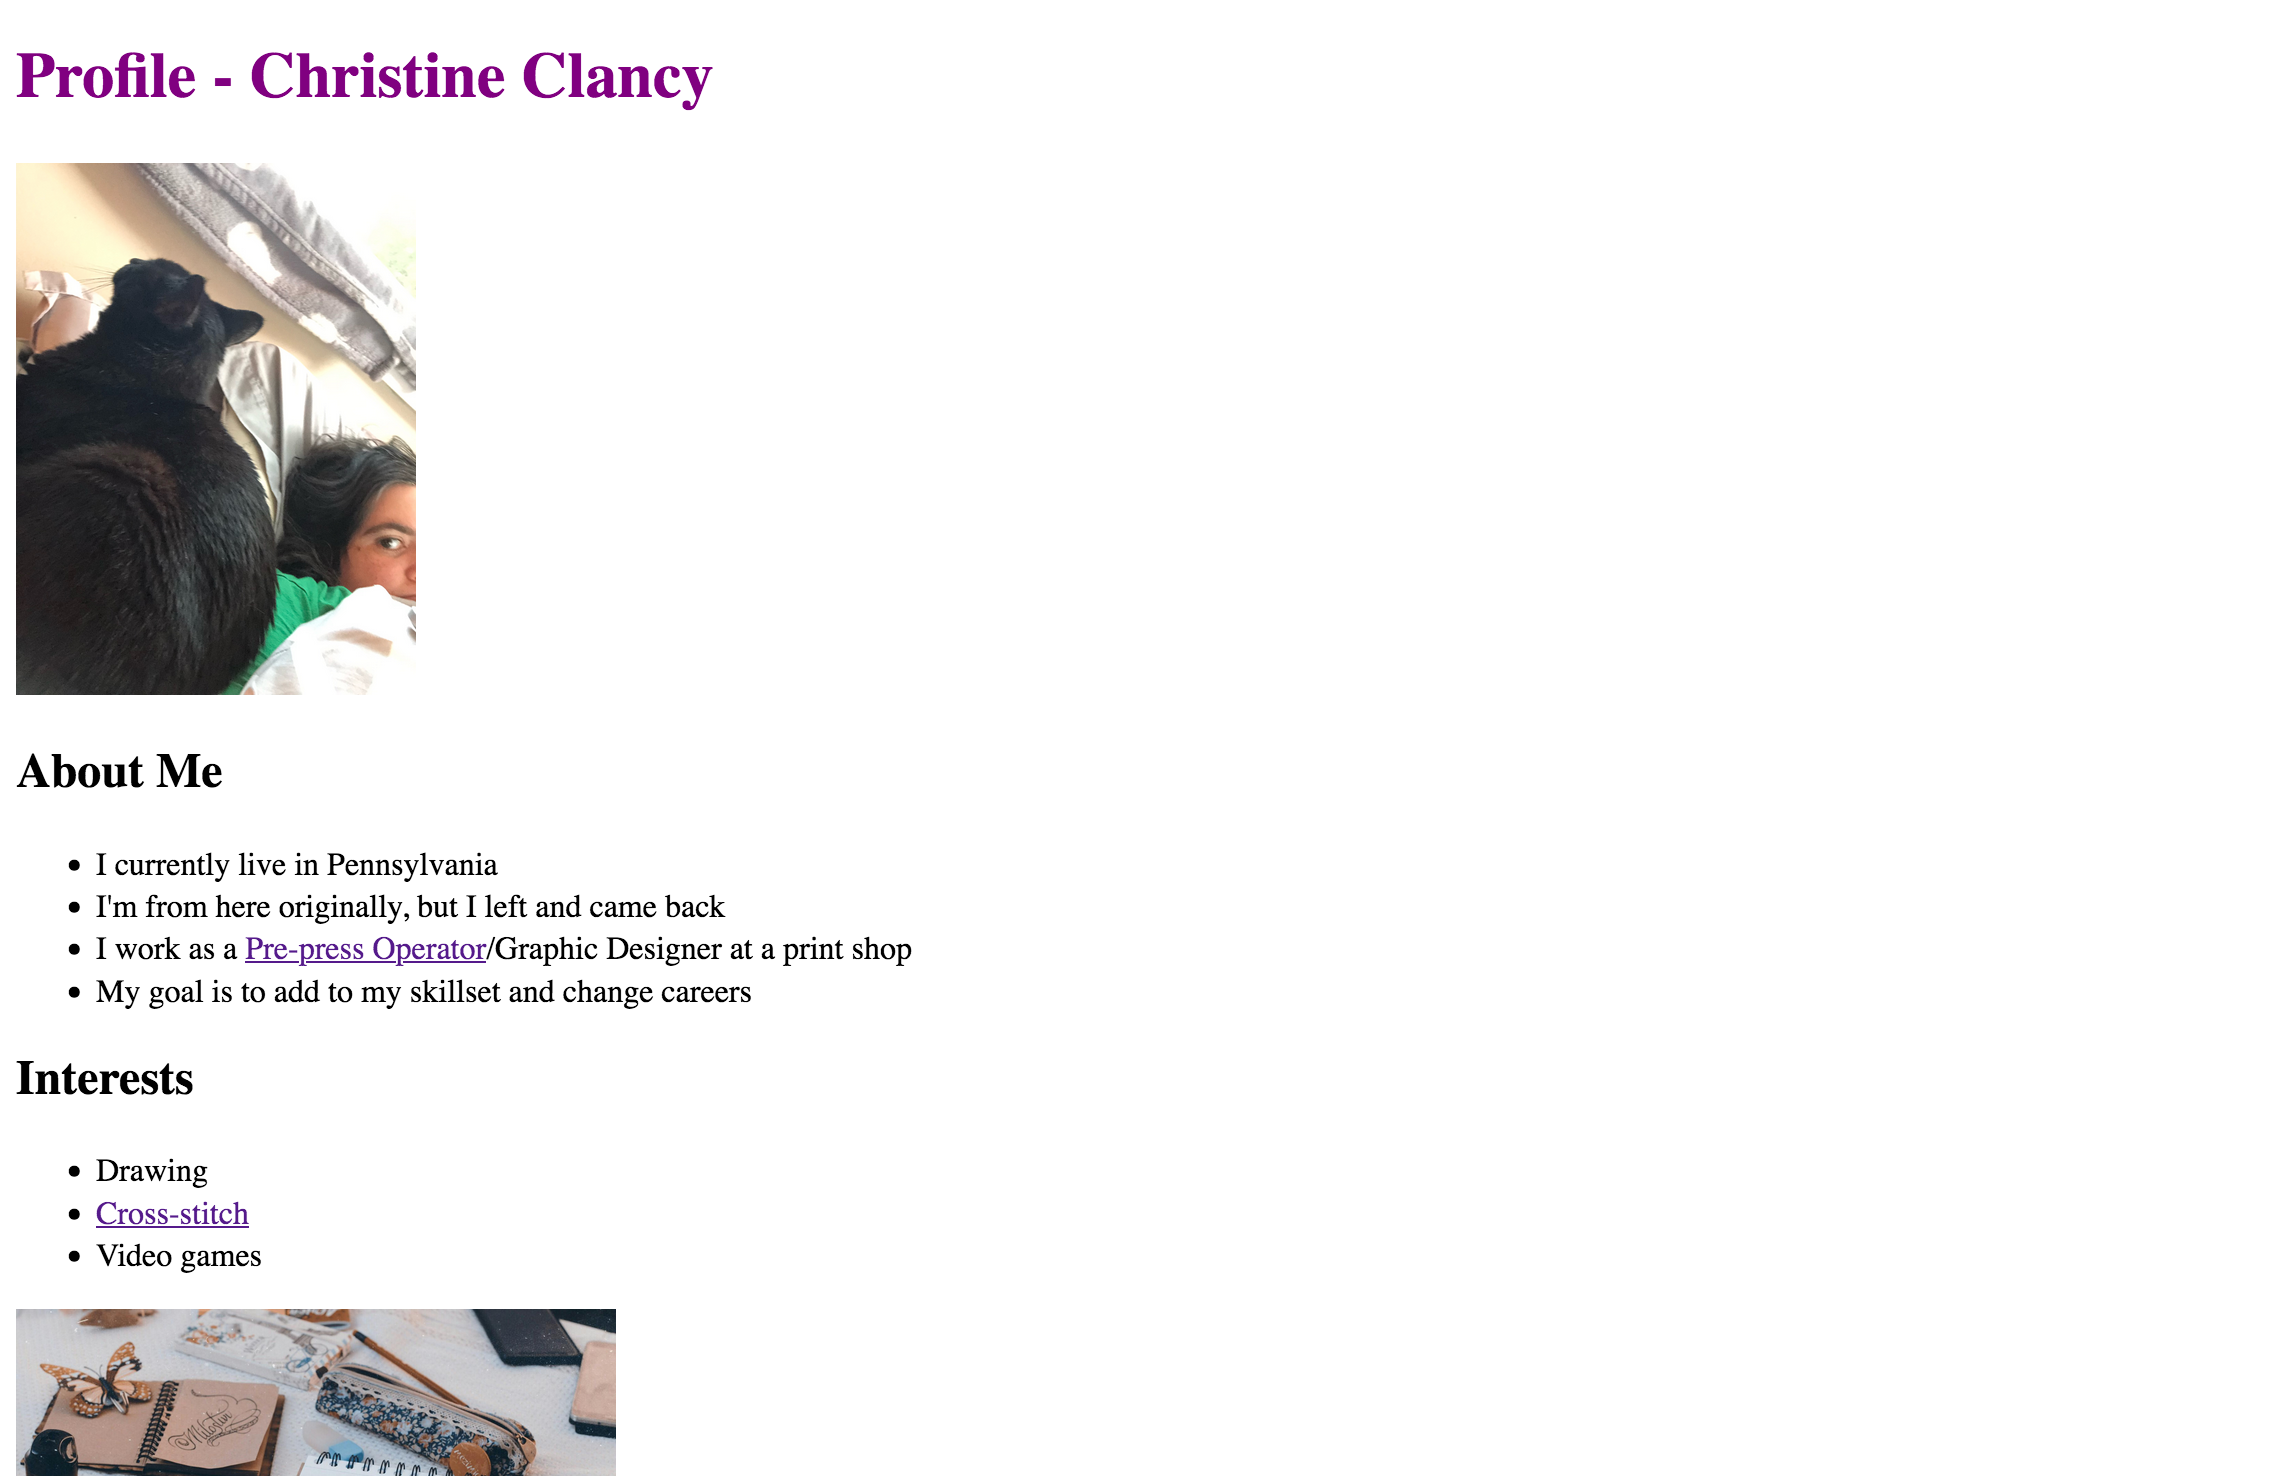 Profile - Christine Clancy
About Me
I currently live in Pennsylvania
I'm from here originally, but I left and came back
I work as a Pre-press Operator/Graphic Designer at a print shop
My goal is to add to my skillset and change careers
Interests
Drawing
Cross-stitch
Video games